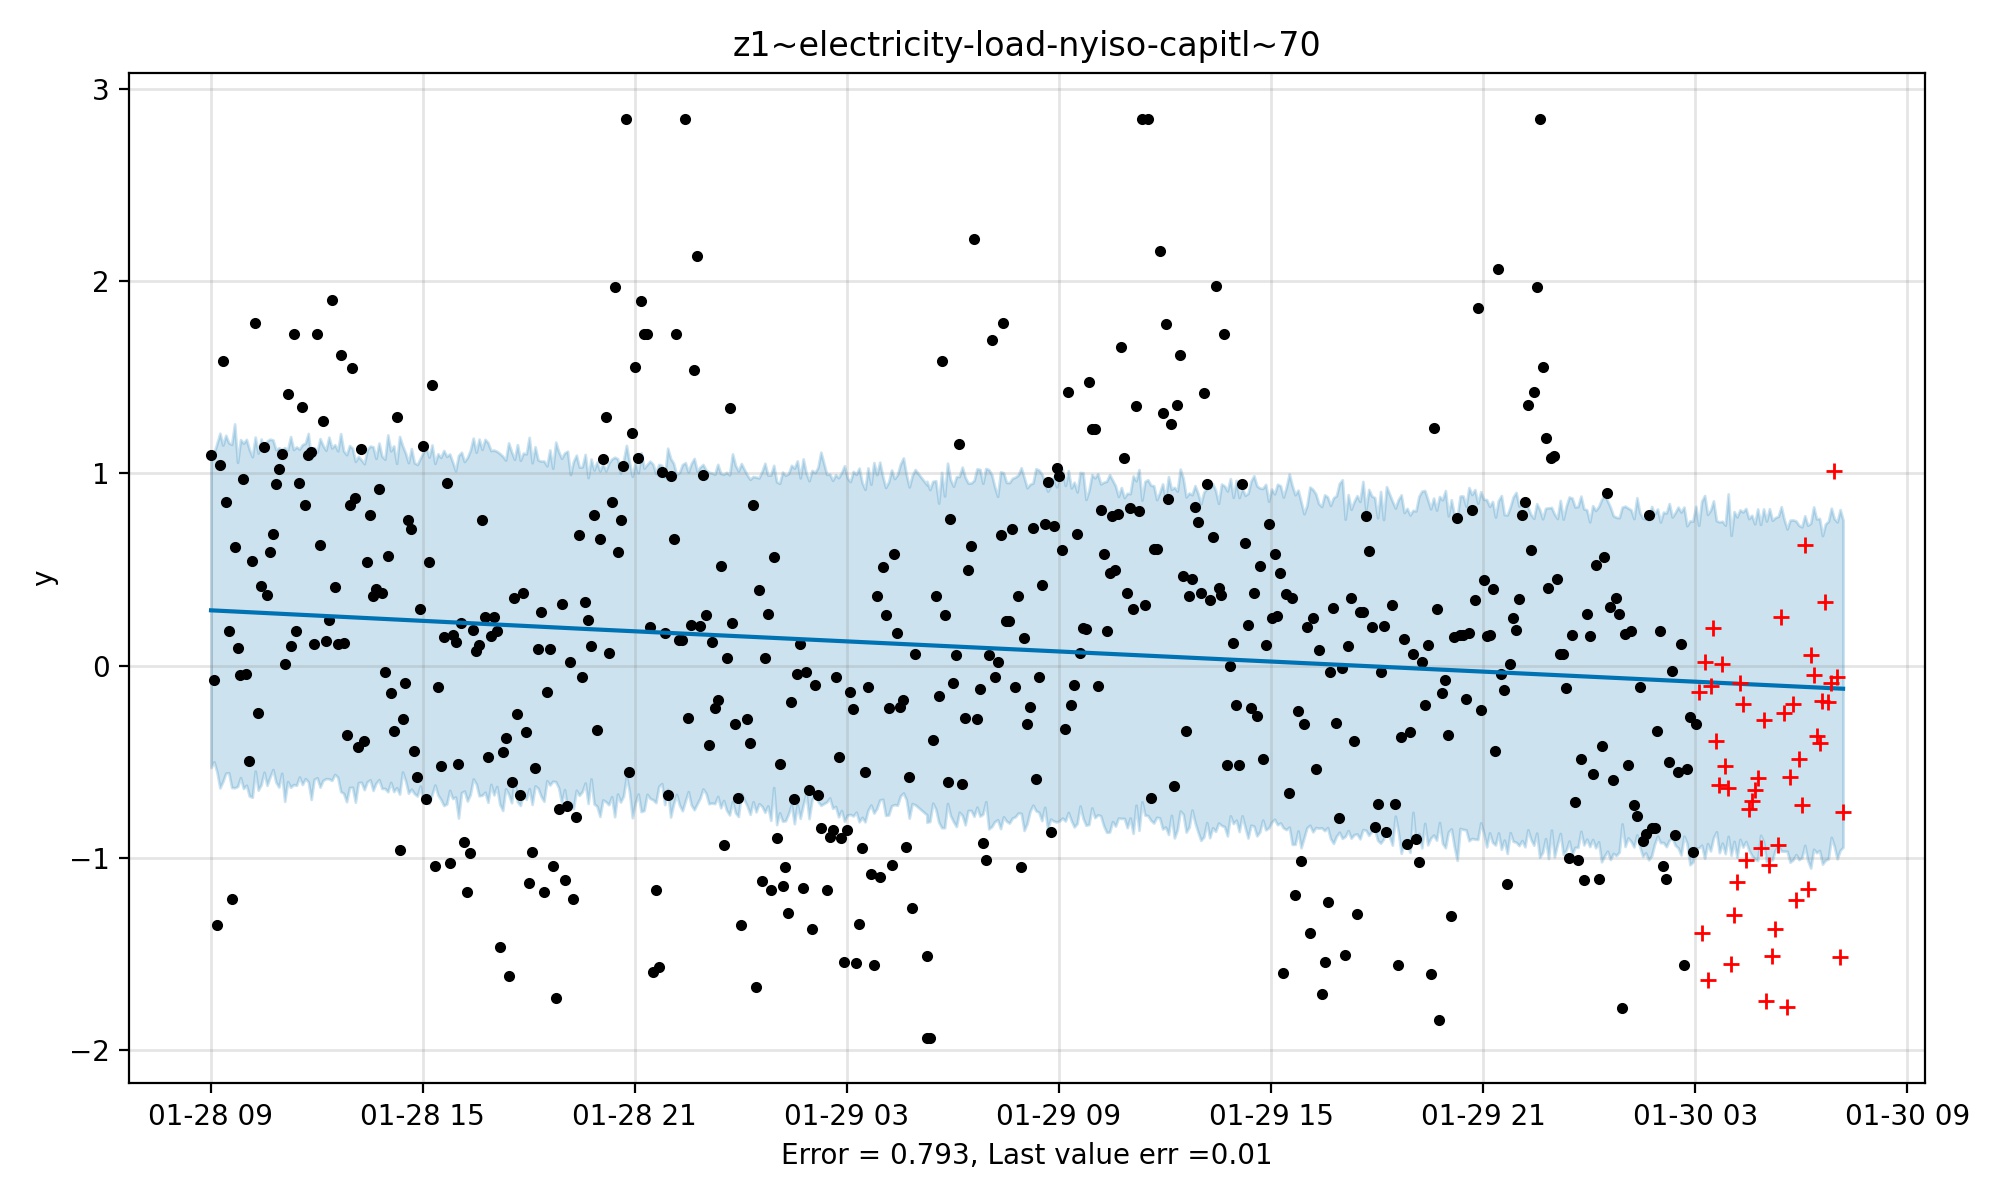 z1~electricity-load-nyiso-capitl~70
3
2
1
0
−1
−2
y
01-28 09 01-28 15 01-28 21 01-29 03 01-29 09 01-29 15 01-29 21 01-30 03 01-30 09
Error = 0.793, Last value err =0.01